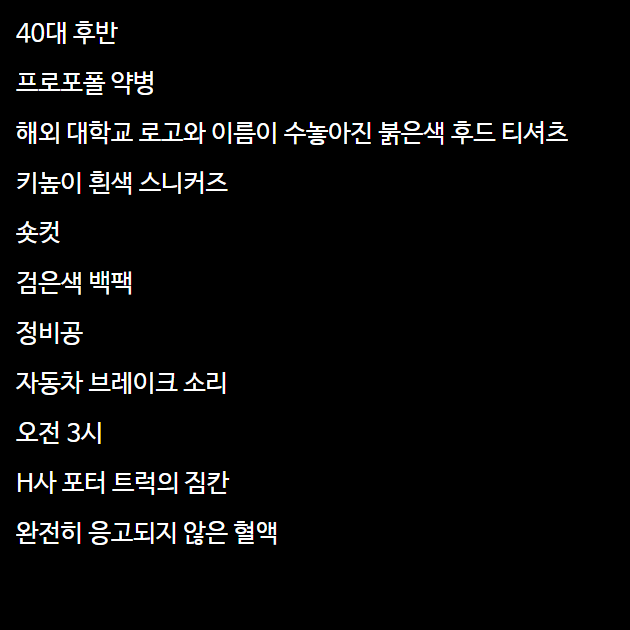 40대 후반
프로포폴 약병
해외 대학교 로고와 이름이 수놓아진 붉은색 후드 티셔츠
키높이 흰색 스니커즈
숏컷
검은색 백팩
정비공
자동차 브레이크 소리
오전 3시
H사 포터 트럭의 짐칸
완전히 응고되지 않은 혈액